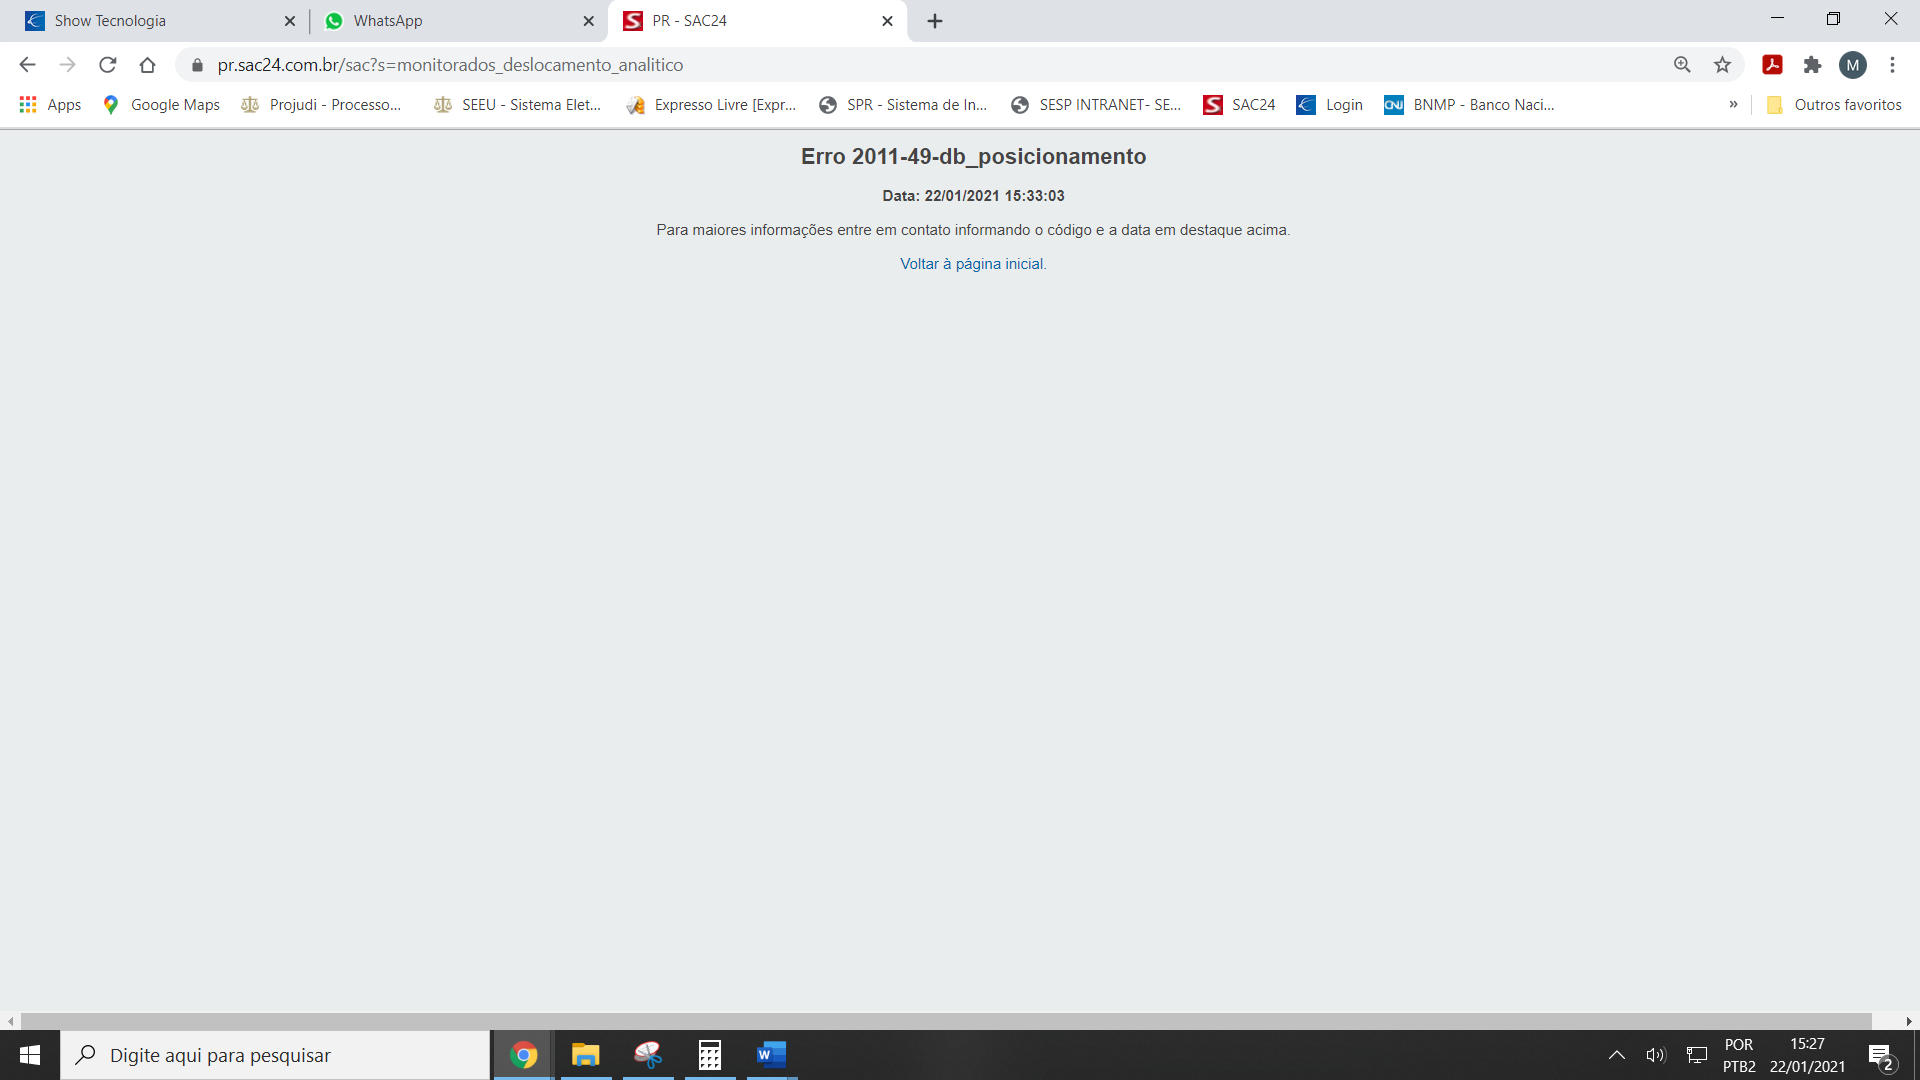 Show Tecnologia
WhatsApp
PR - SAC24
pr.sac24.com.br/sac?s=monitorados_deslocamento_analitico
M
Apps
Google Maps
Projudi - Processo...
SEEU - Sistema Elet...
Expresso Livre [Expr...
SPR - Sistema de In...
SESP INTRANET- SE...
SAC24
Login
CNJ
BNMP - Banco Naci...
»
Outros favoritos
Erro 2011-49-db_posicionamento
Data: 22/01/2021 15:33:03
Para maiores informações entre em contato informando o código e a data em destaque acima.
Voltar à página inicial.
Digite aqui para pesquisar
POR
PTB2
15:27
22/01/2021
2